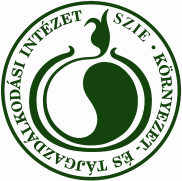 SZIE • KÖRNYEZET- ÉS TÁJGAZDÁLKODÁSI INTÉZET